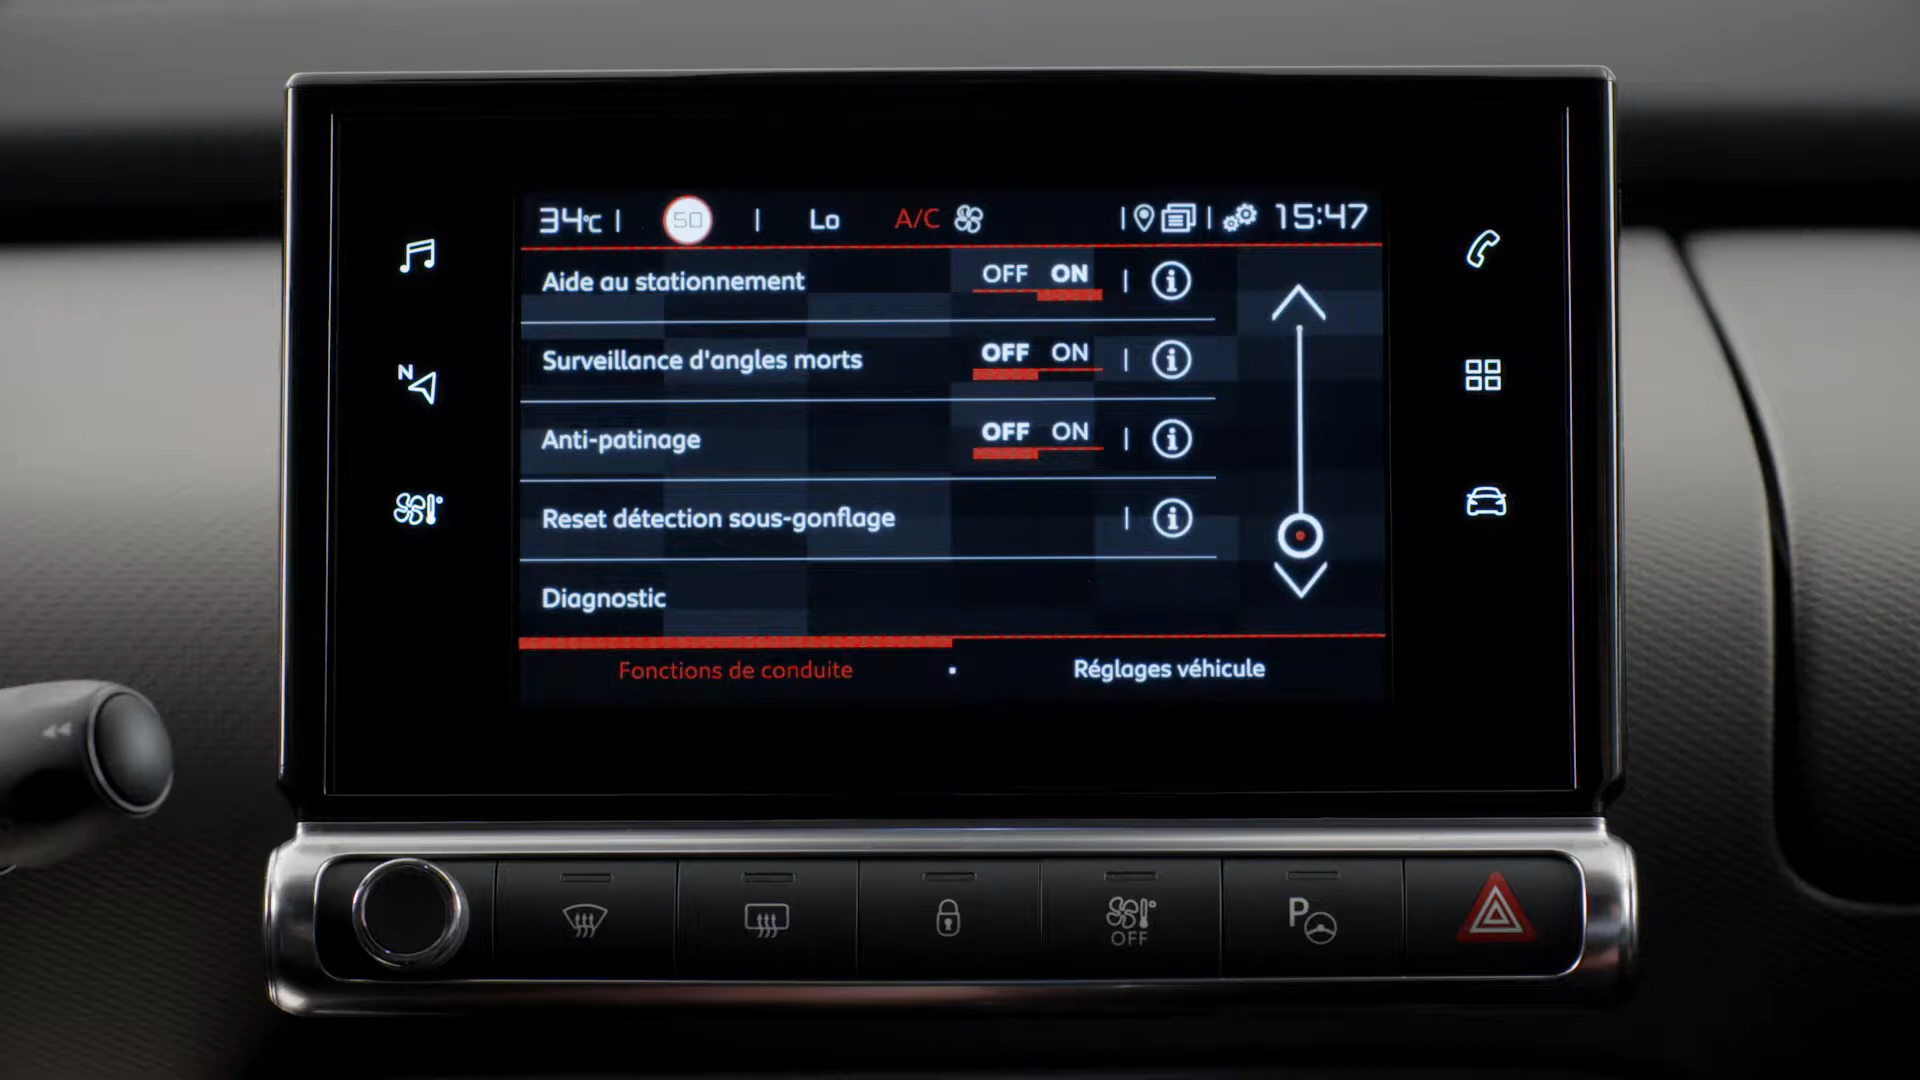 34°C | 50 | Lo A/C | | 15:47
Aide au stationnement OFF ON | i
Surveillance d'angles morts OFF ON | i
Anti-patinage OFF ON | i
Reset détection sous-gonflage | i
Diagnostic
Fonctions de conduite • Réglages véhicule
N
OFF
P